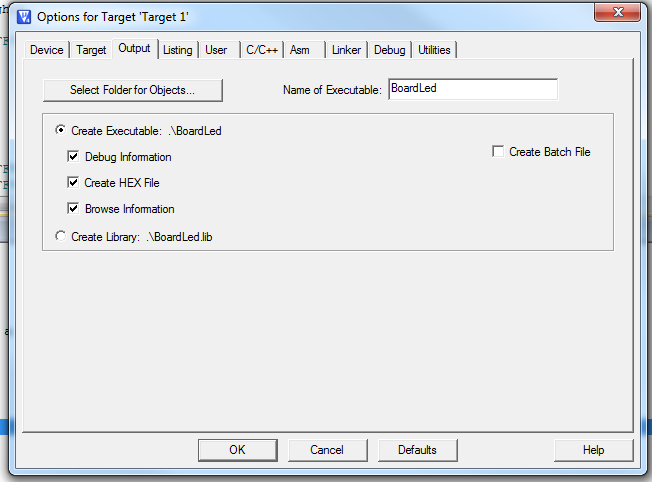 Options for Target 'Target 1'
Device Target Output Listing User C/C++ Asm Linker Debug Utilities
Select Folder for Objects... Name of Executable: BoardLed
Create Executable: .\BoardLed
Debug Information Create Batch File
Create HEX File
Browse Information
Create Library: .\BoardLed.lib
OK Cancel Defaults Help